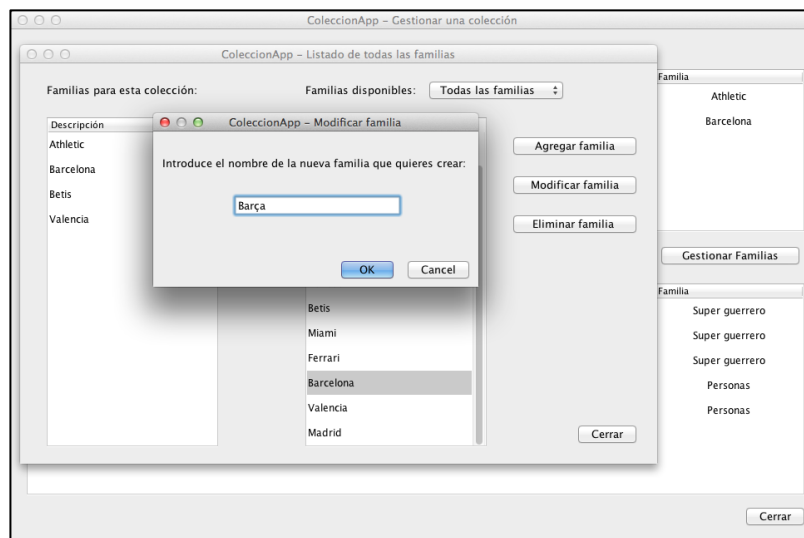 ColeccionApp – Gestionar una colección
ColeccionApp – Listado de todas las familias
Familias para esta colección:
Familias disponibles:
Todas las familias
Descripción
Athletic
Barcelona
Betis
Valencia
ColeccionApp – Modificar familia
Introduce el nombre de la nueva familia que quieres crear:
Barça
OK
Cancel
Betis
Miami
Ferrari
Barcelona
Valencia
Madrid
Agregar familia
Modificar familia
Eliminar familia
Cerrar
Familia
Athletic
Barcelona
Gestionar Familias
Familia
Super guerrero
Super guerrero
Super guerrero
Personas
Personas
Cerrar